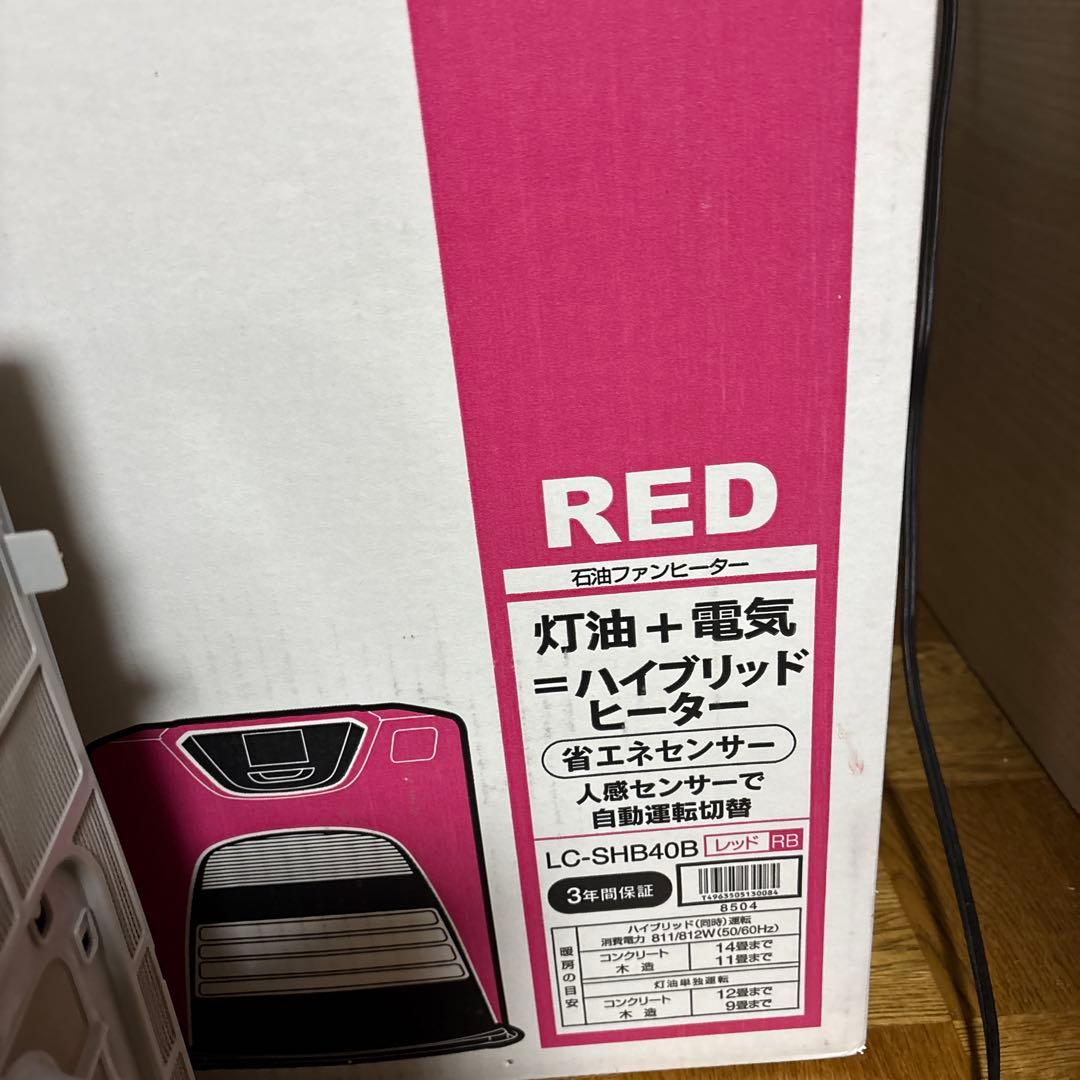 RED
石油ファンヒーター
灯油+電気
=ハイブリッド
ヒーター
省エネセンサー
人感センサーで
自動運転切替
LC-SHB40B レッド RB
3年間保証
T4963505130084
8504
ハイブリッド(同時)運転
消費電力 811/812W(50/60Hz)
暖房の目安
コンクリート 14畳まで
木造 11畳まで
灯油単独運転
コンクリート 12畳まで
木造 9畳まで